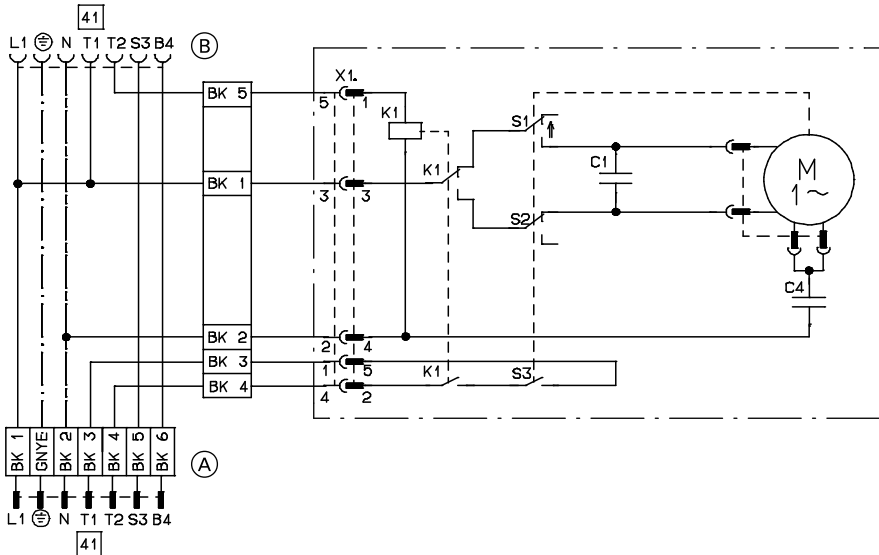 41
L1 N T1 T2 S3 B4 B
BK 5
5
X1.
1
K1
S1
C1
M
1~
BK 1
3
3
K1
S2
C4
BK 2
2
4
BK 3
1
5
BK 4
4
2
K1
S3
BK 1
GNYE
BK 2
BK 3
BK 4
BK 5
BK 6
A
L1 N T1 T2 S3 B4
41